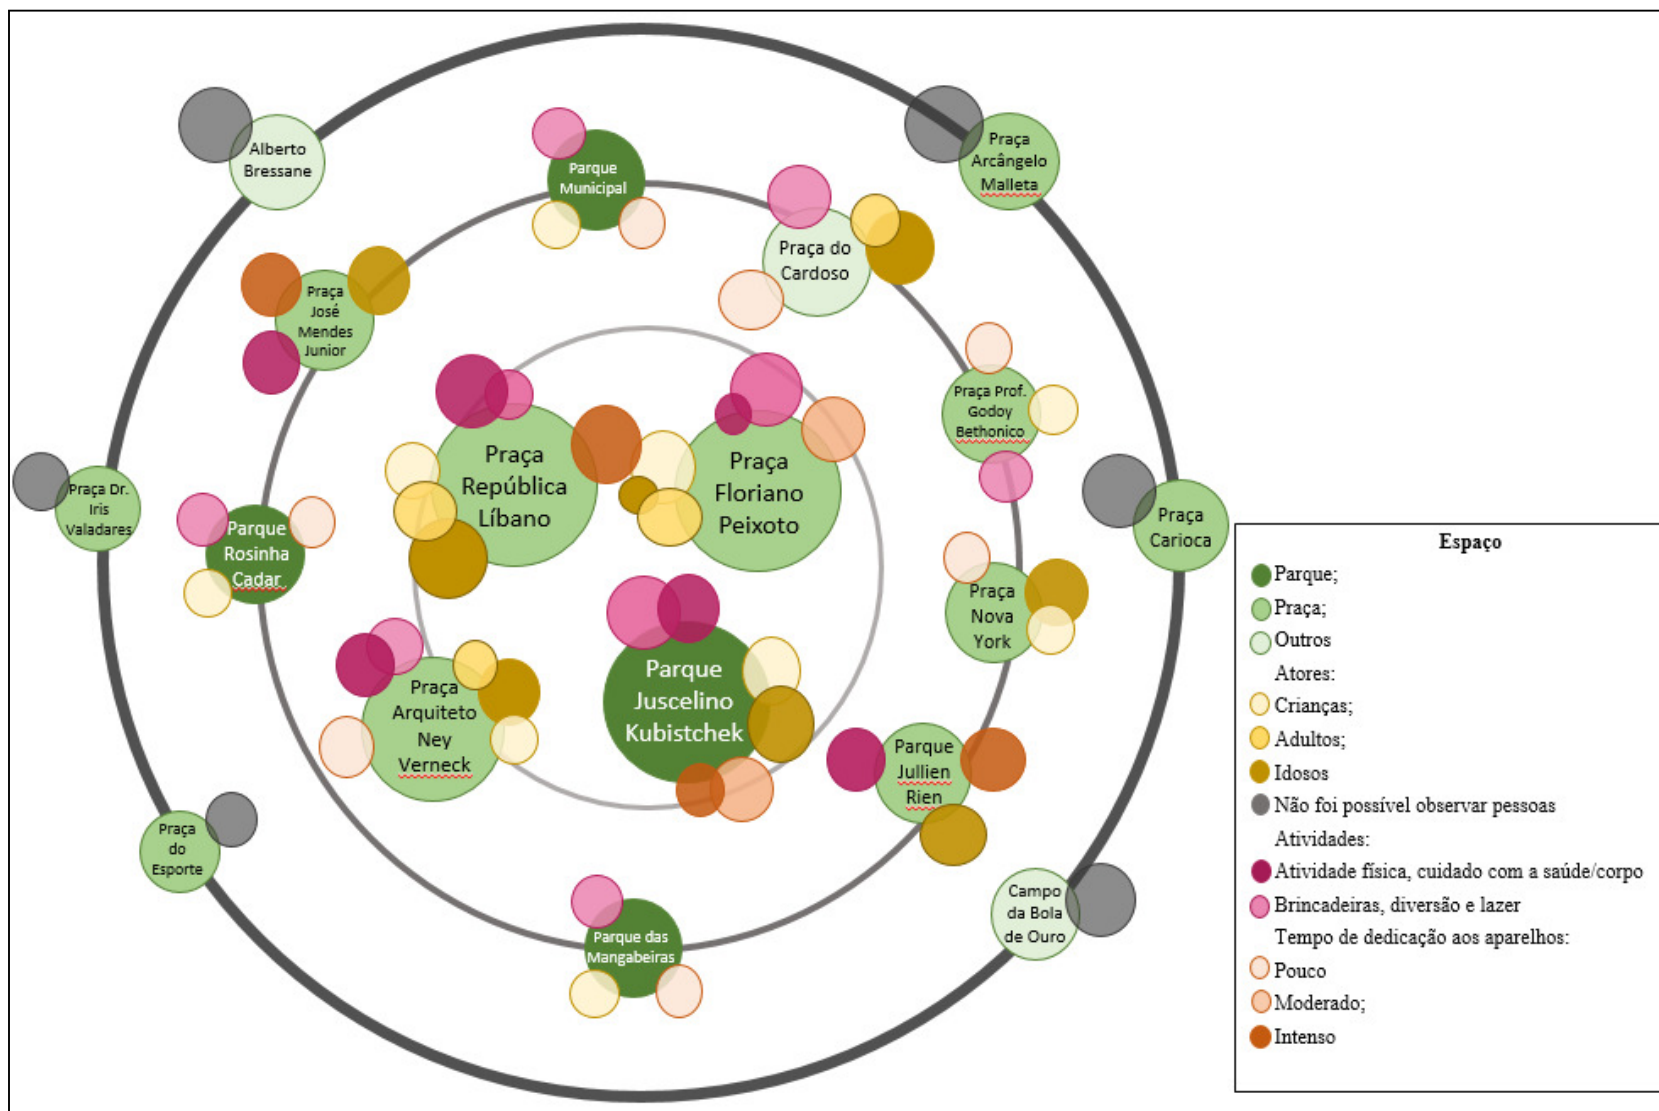 Alberto
Bressane
Praça
Arcângelo
Malleta
Parque
Municipal
Praça do
Cardoso
Praça
José
Mendes
Junior
Praça Prof.
Godoy
Bethonico
Praça
República
Líbano
Praça
Floriano
Peixoto
Praça Dr.
Iris
Valadares
Parque
Rosinha
Cadar
Praça
Carioca
Praça
Nova
York
Praça
Arquiteto
Ney
Verneck
Parque
Juscelino
Kubistchek
Parque
Jullien
Rien
Praça
do
Esporte
Campo
da Bola
de Ouro
Parque das
Mangabeiras
Espaço
Parque;
Praça;
Outros
Atores:
Crianças;
Adultos;
Idosos
Não foi possível observar pessoas
Atividades:
Atividade física, cuidado com a saúde/corpo
Brincadeiras, diversão e lazer
Tempo de dedicação aos aparelhos:
Pouco
Moderado;
Intenso